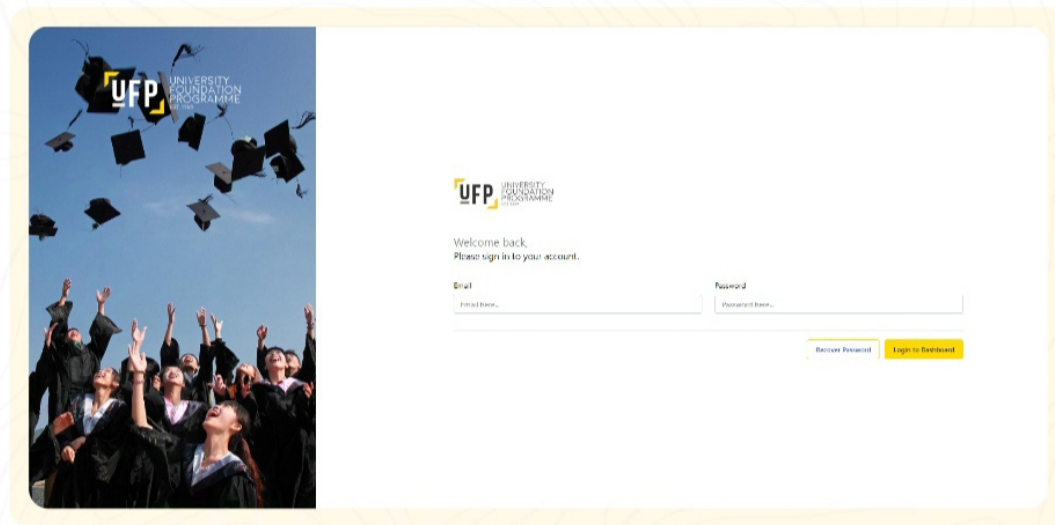 UFP
UNIVERSITY
FOUNDATION
PROGRAMME
UFP
UNIVERSITY
FOUNDATION
PROGRAMME
Welcome back,
Please sign in to your account.
Email
Password
Email here...
Password here...
Recover Password
Login to Dashboard